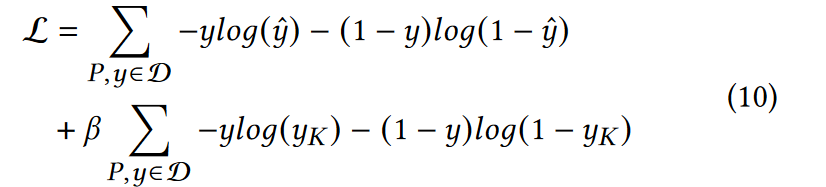 ℒ = ∑_{P,y∈𝒟} −ylog(ŷ) − (1 − y)log(1 − ŷ)
+ β ∑_{P,y∈𝒟} −ylog(y_K) − (1 − y)log(1 − y_K)
(10)